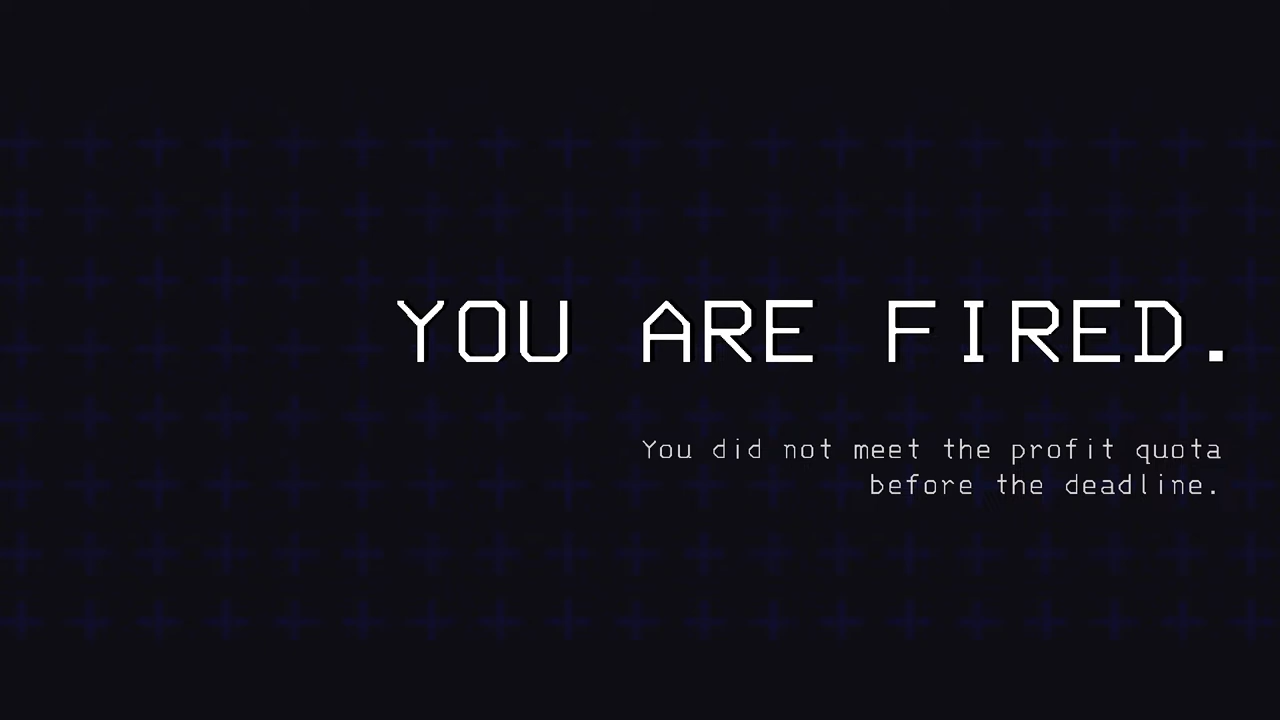 YOU ARE FIRED.
You did not meet the profit quota
before the deadline.